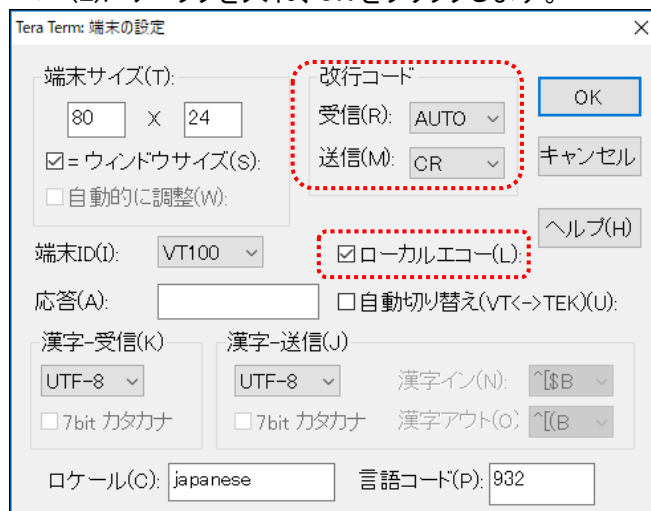 Tera Term: 端末の設定
端末サイズ(T):
80 X 24
☑= ウィンドウサイズ(S):
□ 自動的に調整(W):
改行コード
受信(R): AUTO
送信(M): CR
OK
キャンセル
ヘルプ(H)
端末ID(I): VT100
☑ローカルエコー(L):
応答(A):
□自動切り替え(VT<->TEK)(U):
漢字-受信(K)
UTF-8
□7bit カタカナ
漢字-送信(J)
UTF-8
□7bit カタカナ
漢字イン(N): ^[$B
漢字アウト(O) ^[(B
ロケール(C): japanese
言語コード(P): 932